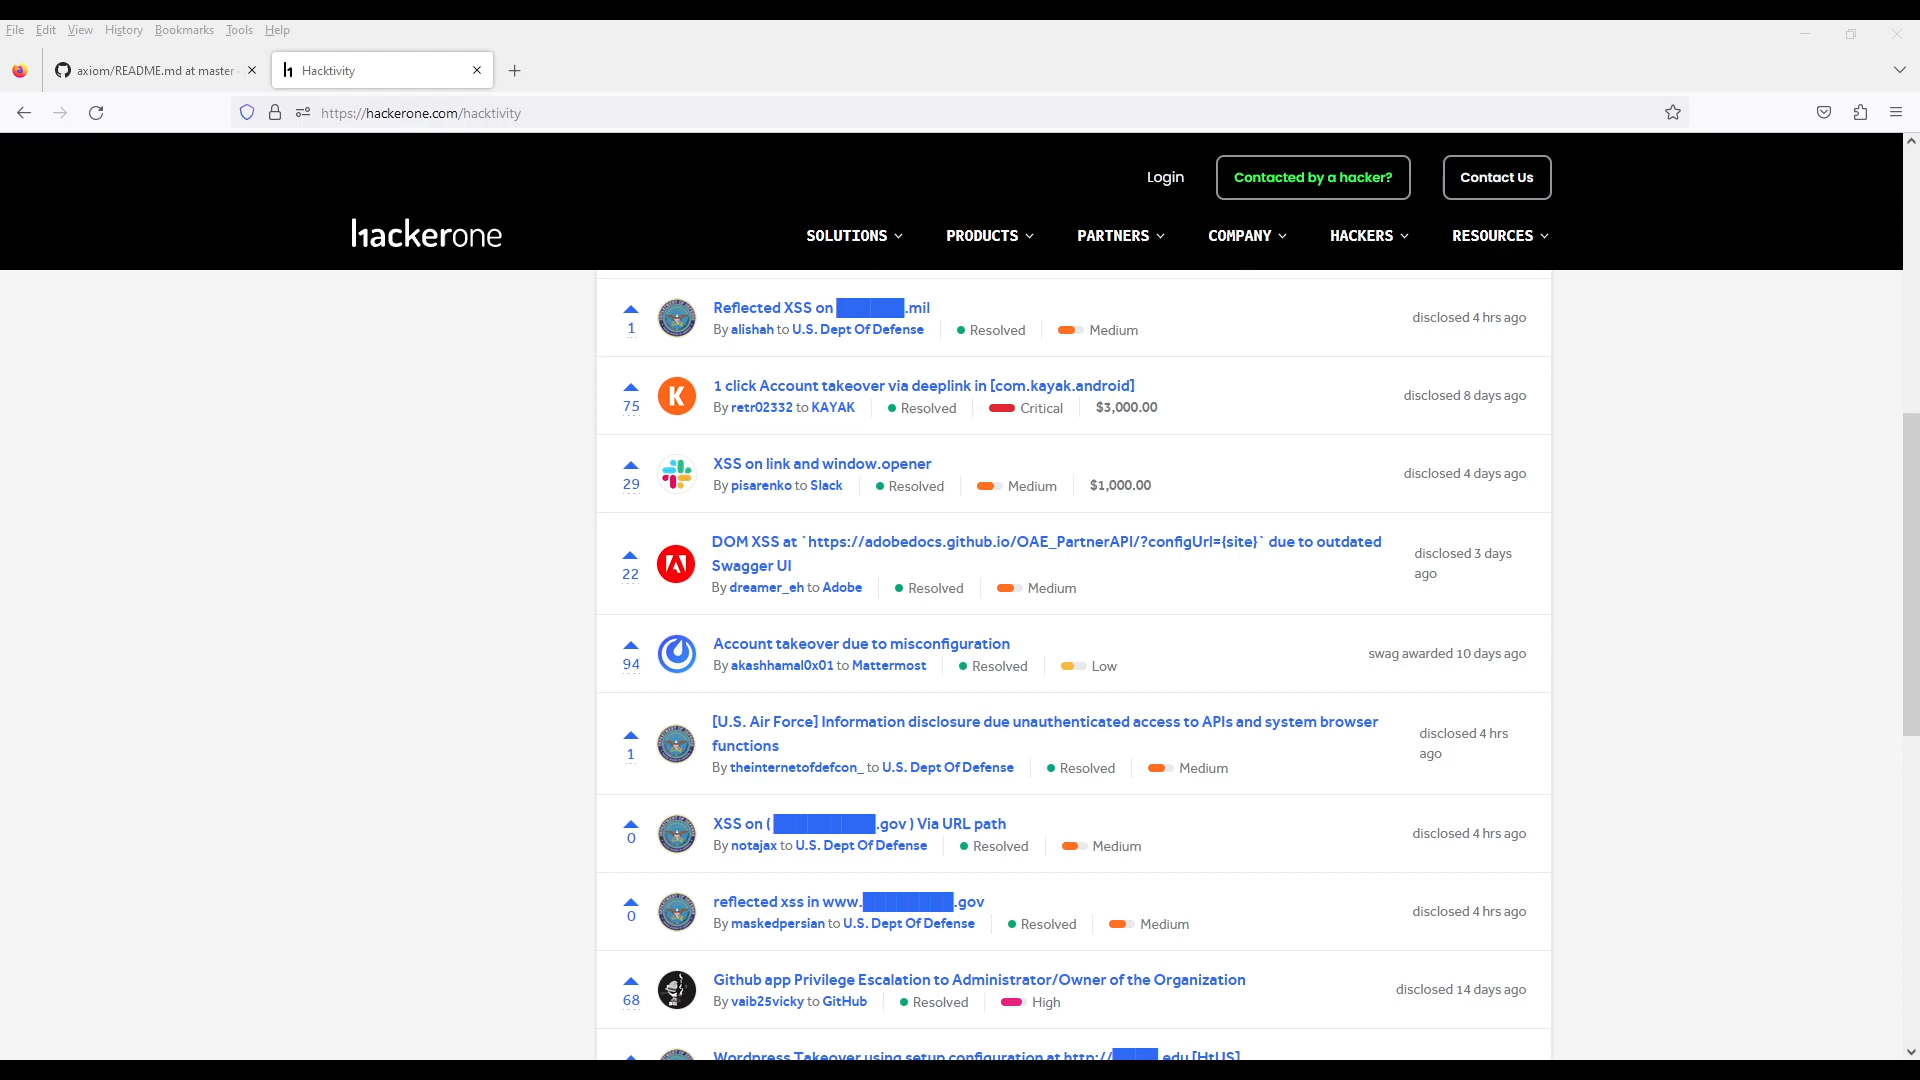 File Edit View History Bookmarks Tools Help
axiom/README.md at master
Hacktivity
https://hackerone.com/hacktivity
Login Contacted by a hacker? Contact Us
hackerone SOLUTIONS PRODUCTS PARTNERS COMPANY HACKERS RESOURCES
Reflected XSS on ██████.mil
1 By alishah to U.S. Dept Of Defense Resolved Medium disclosed 4 hrs ago
1 click Account takeover via deeplink in [com.kayak.android]
75 By retr02332 to KAYAK Resolved Critical $3,000.00 disclosed 8 days ago
XSS on link and window.opener
29 By pisarenko to Slack Resolved Medium $1,000.00 disclosed 4 days ago
DOM XSS at `https://adobedocs.github.io/OAE_PartnerAPI/?configUrl={site}` due to outdated
Swagger UI
22 By dreamer_eh to Adobe Resolved Medium
disclosed 3 days
ago
Account takeover due to misconfiguration
94 By akashhamal0x01 to Mattermost Resolved Low swag awarded 10 days ago
[U.S. Air Force] Information disclosure due unauthenticated access to APIs and system browser
functions
1 By theinternetofdefcon_ to U.S. Dept Of Defense Resolved Medium
disclosed 4 hrs
ago
XSS on ( █████████.gov ) Via URL path
0 By notajax to U.S. Dept Of Defense Resolved Medium disclosed 4 hrs ago
reflected xss in www.████████.gov
0 By maskedpersian to U.S. Dept Of Defense Resolved Medium disclosed 4 hrs ago
Github app Privilege Escalation to Administrator/Owner of the Organization
68 By vaib25vicky to GitHub Resolved High disclosed 14 days ago
Wordpress Takeover using setup configuration at http://████.edu [HtUS]